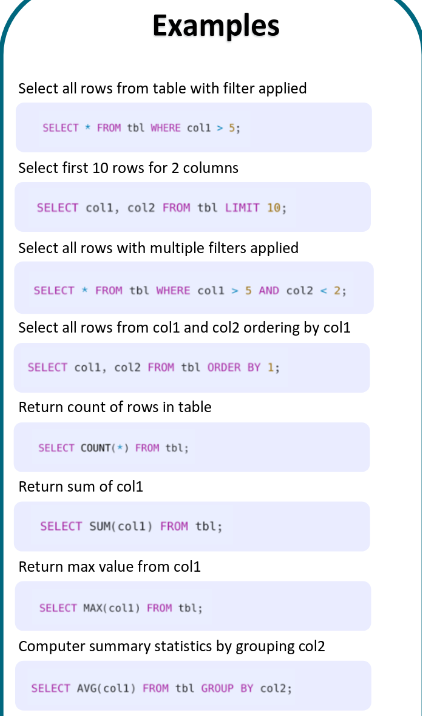 Examples
Select all rows from table with filter applied
SELECT * FROM tbl WHERE col1 > 5;
Select first 10 rows for 2 columns
SELECT col1, col2 FROM tbl LIMIT 10;
Select all rows with multiple filters applied
SELECT * FROM tbl WHERE col1 > 5 AND col2 < 2;
Select all rows from col1 and col2 ordering by col1
SELECT col1, col2 FROM tbl ORDER BY 1;
Return count of rows in table
SELECT COUNT(*) FROM tbl;
Return sum of col1
SELECT SUM(col1) FROM tbl;
Return max value from col1
SELECT MAX(col1) FROM tbl;
Computer summary statistics by grouping col2
SELECT AVG(col1) FROM tbl GROUP BY col2;